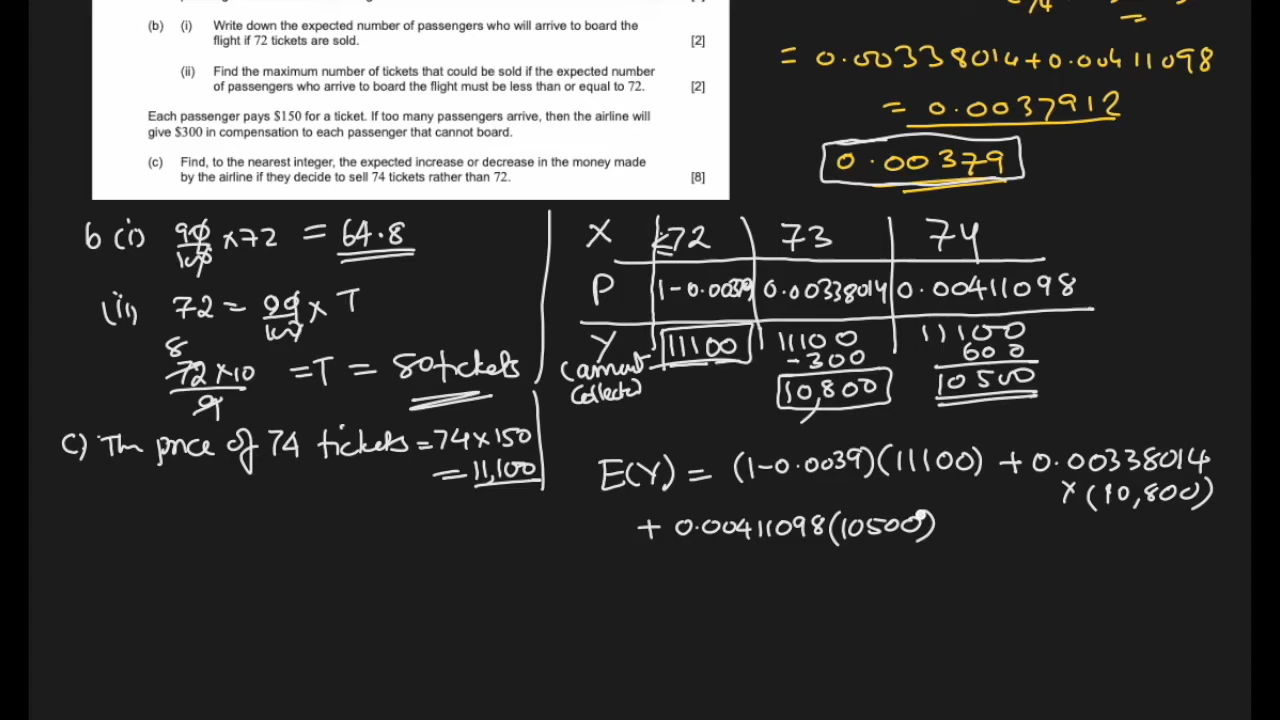 (b) (i) Write down the expected number of passengers who will arrive to board the
flight if 72 tickets are sold. [2]
(ii) Find the maximum number of tickets that could be sold if the expected number
of passengers who arrive to board the flight must be less than or equal to 72. [2]
Each passenger pays $150 for a ticket. If too many passengers arrive, then the airline will
give $300 in compensation to each passenger that cannot board.
(c) Find, to the nearest integer, the expected increase or decrease in the money made
by the airline if they decide to sell 74 tickets rather than 72. [8]
= 0.00338014+0.00411098
= 0.0037912
0.00379
b (i) 90/100 x72 = 64.8
(ii) 72 = 90/100 x T
8
72 x10/9 =T = 80tickets
c) The price of 74 tickets = 74x150
= 11,100
X ≤72 73 74
P 1-0.0039 0.00338014 0.00411098
Y 11100 11100 11100
(amount -300 600
collected) 10,800 10500
E(Y) = (1-0.0039)(11100) + 0.00338014
x (10,800)
+ 0.00411098(10500)